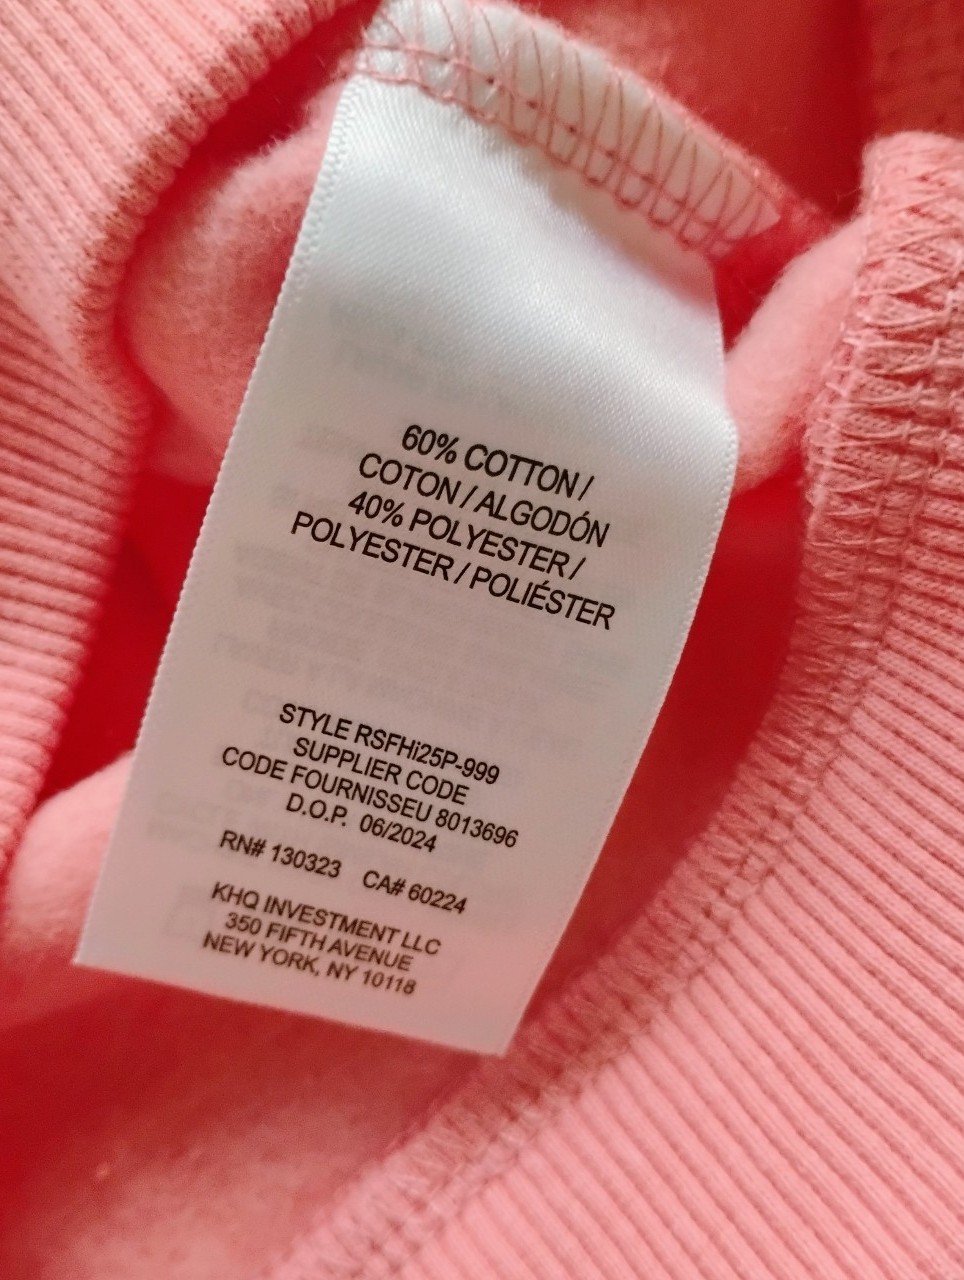 60% COTTON /
COTON / ALGODÓN
40% POLYESTER /
POLYESTER / POLIÉSTER
STYLE RSFHi25P-999
SUPPLIER CODE
CODE FOURNISSEU 8013696
D.O.P. 06/2024
RN# 130323 CA# 60224
KHQ INVESTMENT LLC
350 FIFTH AVENUE
NEW YORK, NY 10118